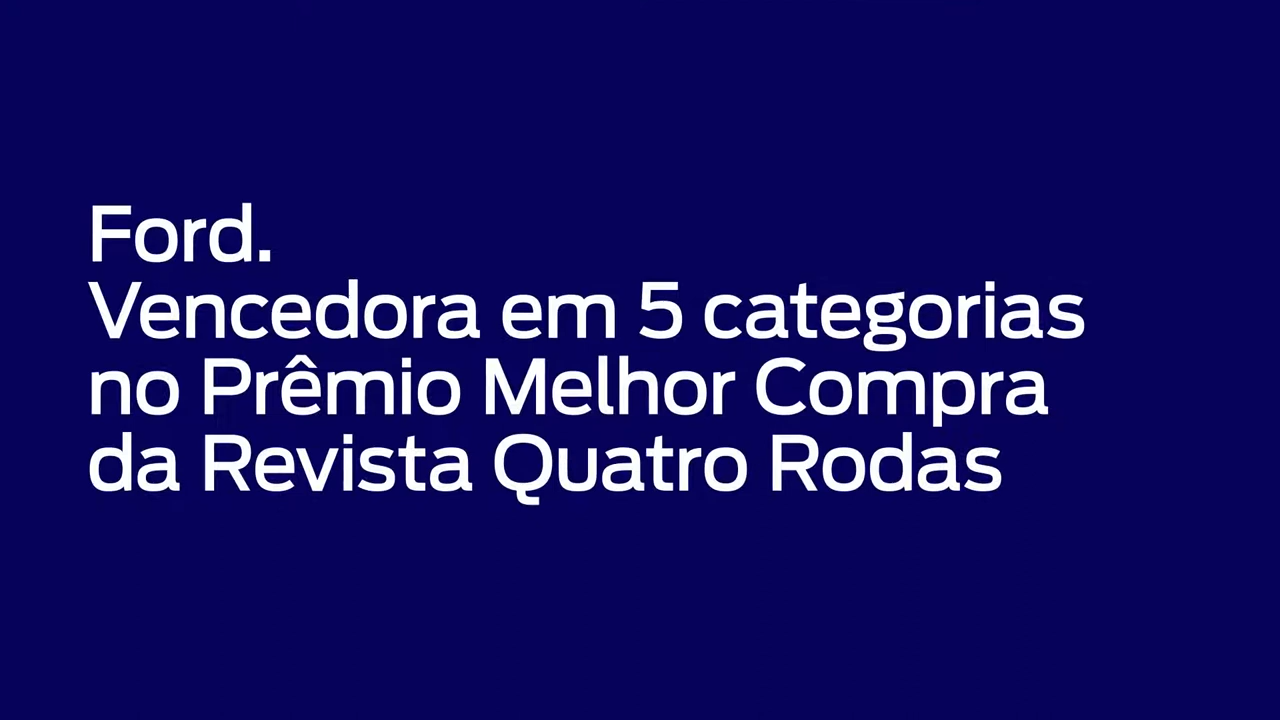 Ford.
Vencedora em 5 categorias
no Prêmio Melhor Compra
da Revista Quatro Rodas